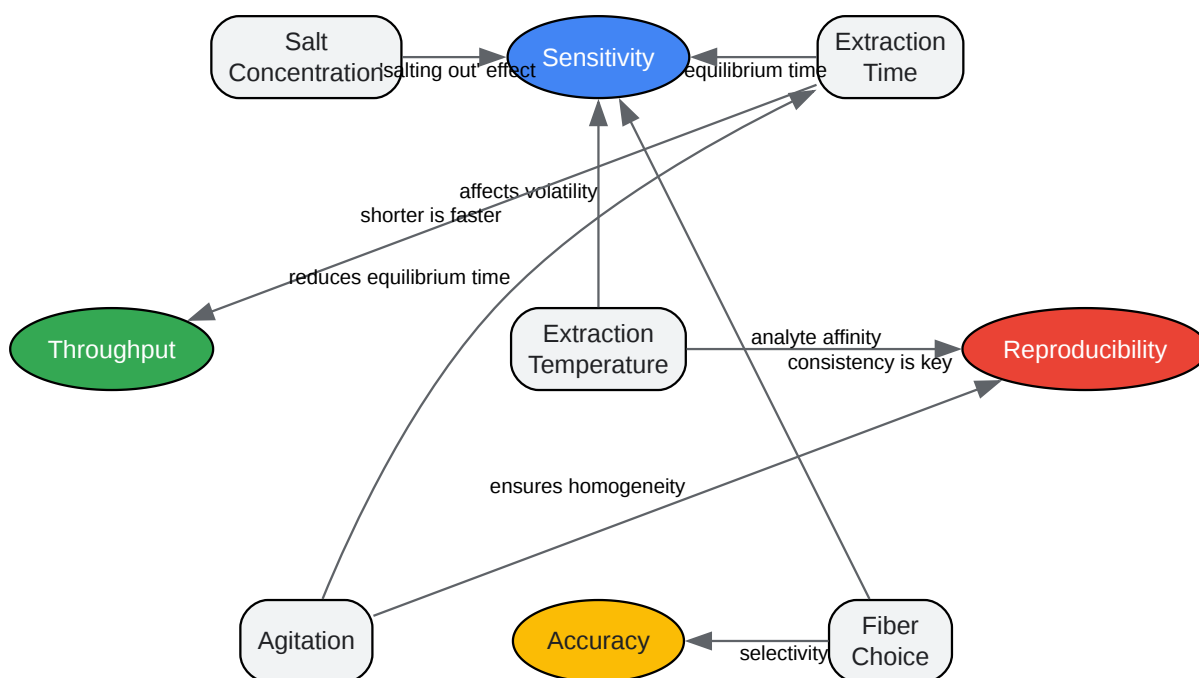 Salt
Concentration
'salting out' effect
Sensitivity
equilibrium time
Extraction
Time
affects volatility
shorter is faster
reduces equilibrium time
Throughput
Extraction
Temperature
analyte affinity
consistency is key
Reproducibility
ensures homogeneity
Agitation
Accuracy
selectivity
Fiber
Choice